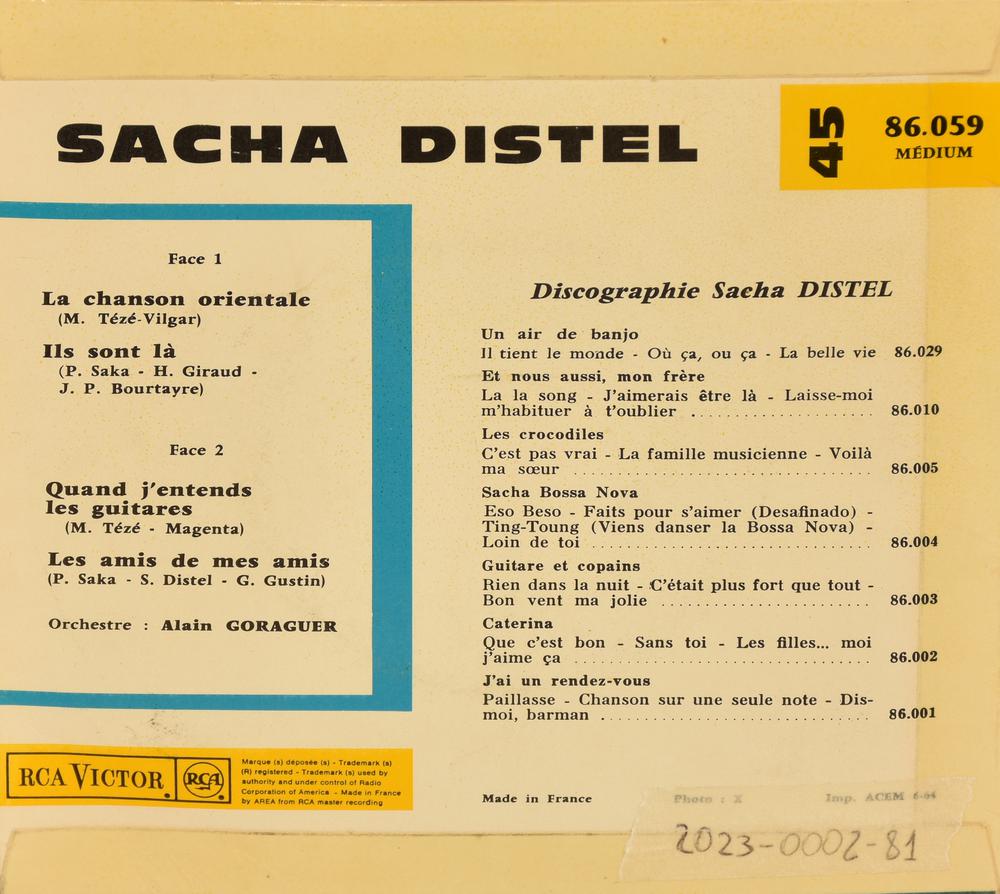 SACHA DISTEL
45
86.059
MÉDIUM
Face 1
La chanson orientale
(M. Tézé-Vilgar)
Ils sont là
(P. Saka - H. Giraud -
J. P. Bourtayre)
Face 2
Quand j'entends
les guitares
(M. Tézé - Magenta)
Les amis de mes amis
(P. Saka - S. Distel - G. Gustin)
Orchestre : Alain GORAGUER
Discographie Sacha DISTEL
Un air de banjo
Il tient le monde - Où ça, ou ça - La belle vie 86.029
Et nous aussi, mon frère
La la song - J'aimerais être là - Laisse-moi
m'habituer à t'oublier .................... 86.010
Les crocodiles
C'est pas vrai - La famille musicienne - Voilà
ma sœur .................... 86.005
Sacha Bossa Nova
Eso Beso - Faits pour s'aimer (Desafinado) -
Ting-Toung (Viens danser la Bossa Nova) -
Loin de toi .................... 86.004
Guitare et copains
Rien dans la nuit - C'était plus fort que tout -
Bon vent ma jolie .................... 86.003
Caterina
Que c'est bon - Sans toi - Les filles... moi
j'aime ça .................... 86.002
J'ai un rendez-vous
Paillasse - Chanson sur une seule note - Dis-
moi, barman .................... 86.001
RCA VICTOR
RCA
Marque (s) déposée (s) - Trademark (s)
(R) registered - Trademark (s) used by
authority and under control of Radio
Corporation of America - Made in France
by AREA from RCA master recording
Made in France
Photo : X
Imp. ACEM 6-64
2023-0002-81